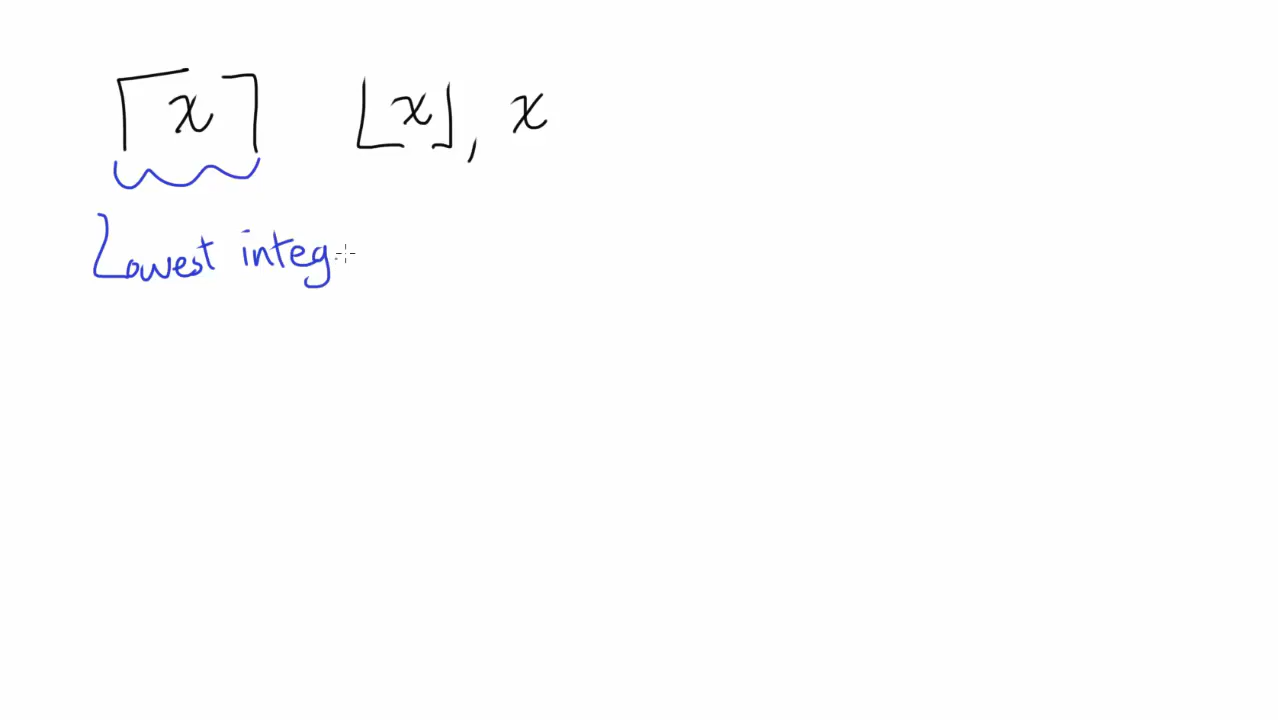 ⌈x⌉ ⌊x⌋, x
Lowest integ